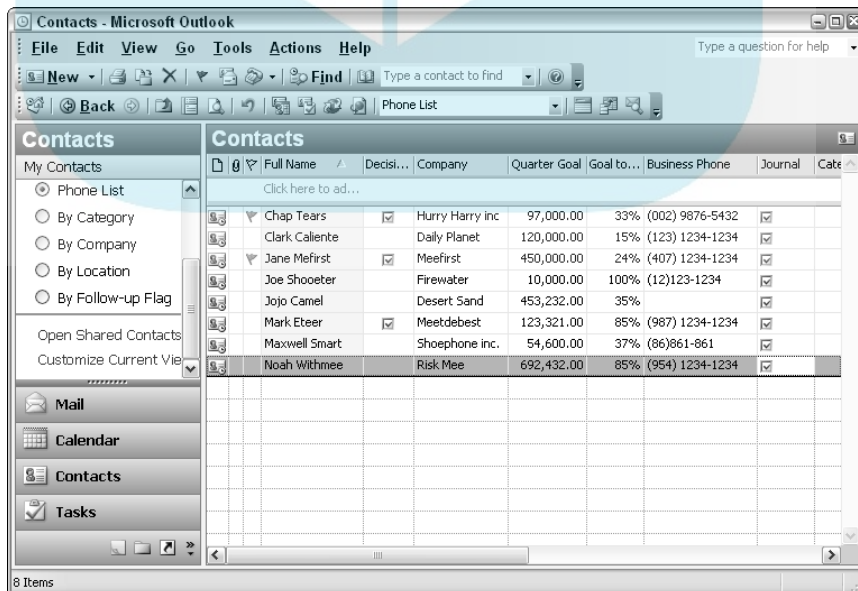 Contacts - Microsoft Outlook
File Edit View Go Tools Actions Help Type a question for help
New Find Type a contact to find
Back Phone List
Contacts
My Contacts
Phone List
By Category
By Company
By Location
By Follow-up Flag
Open Shared Contacts
Customize Current Vie
Mail
Calendar
Contacts
Tasks
Contacts
Full Name Decisi... Company Quarter Goal Goal to... Business Phone Journal Cate
Click here to ad...
Chap Tears Hurry Harry inc 97,000.00 33% (002) 9876-5432
Clark Caliente Daily Planet 120,000.00 15% (123) 1234-1234
Jane Mefirst Meefirst 450,000.00 24% (407) 1234-1234
Joe Shooeter Firewater 10,000.00 100% (12)123-1234
Jojo Camel Desert Sand 453,232.00 35%
Mark Eteer Meetdebest 123,321.00 85% (987) 1234-1234
Maxwell Smart Shoephone inc. 54,600.00 37% (86)861-861
Noah Withmee Risk Mee 692,432.00 85% (954) 1234-1234
8 Items